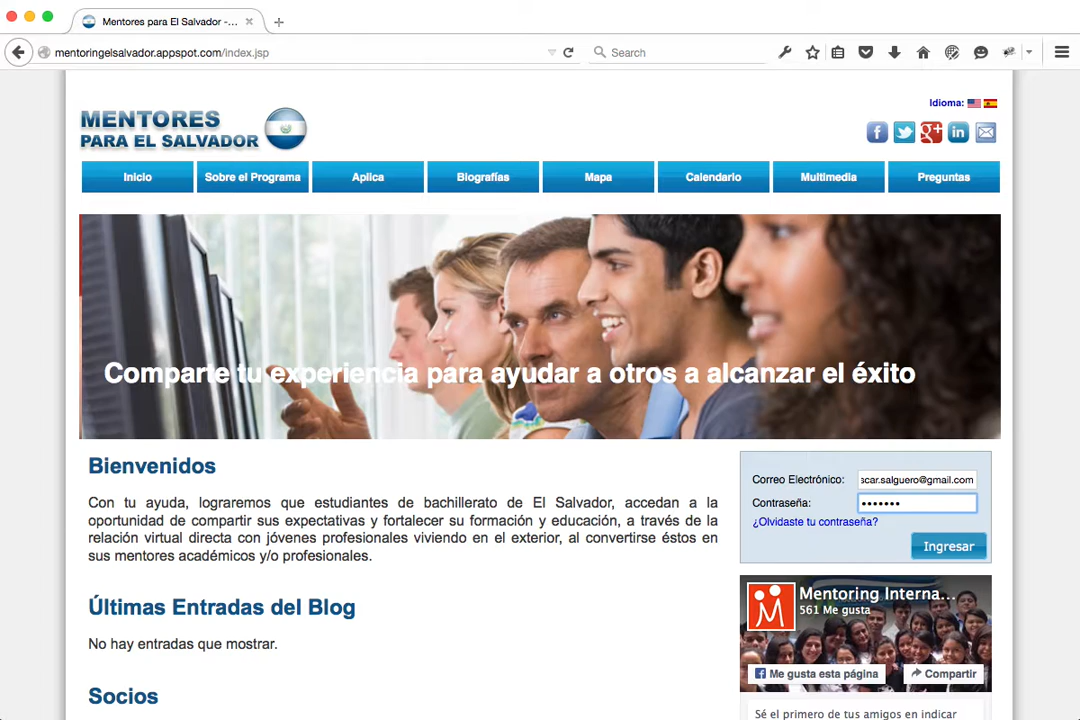 Mentores para El Salvador -...
mentoringelsalvador.appspot.com/index.jsp
Search
Idioma:
MENTORES
PARA EL SALVADOR
Inicio
Sobre el Programa
Aplica
Biografías
Mapa
Calendario
Multimedia
Preguntas
Comparte tu experiencia para ayudar a otros a alcanzar el éxito
Bienvenidos
Con tu ayuda, lograremos que estudiantes de bachillerato de El Salvador, accedan a la
oportunidad de compartir sus expectativas y fortalecer su formación y educación, a través de la
relación virtual directa con jóvenes profesionales viviendo en el exterior, al convertirse éstos en
sus mentores académicos y/o profesionales.
Últimas Entradas del Blog
No hay entradas que mostrar.
Socios
Correo Electrónico:
scar.salguero@gmail.com
Contraseña:
•••••••
¿Olvidaste tu contraseña?
Ingresar
Mentoring Interna...
561 Me gusta
Me gusta esta página
Compartir
Sé el primero de tus amigos en indicar